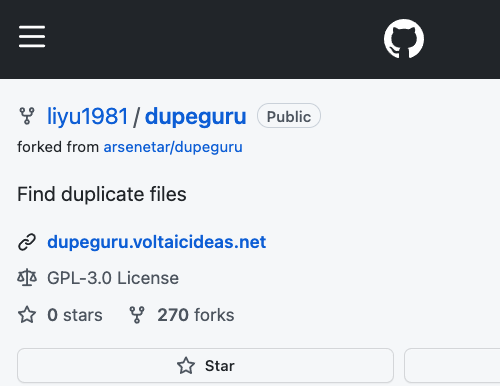 liyu1981 / dupeguru Public
forked from arsenetar/dupeguru
Find duplicate files
dupeguru.voltaicideas.net
GPL-3.0 License
0 stars 270 forks
Star